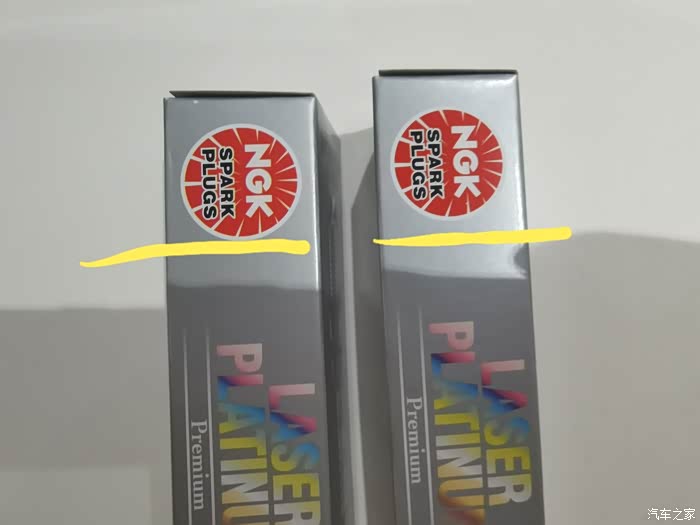 NGK
SPARK
PLUGS
LASER
PLATINUM
Premium
NGK
SPARK
PLUGS
LASER
PLATINU
Premium
汽车之家